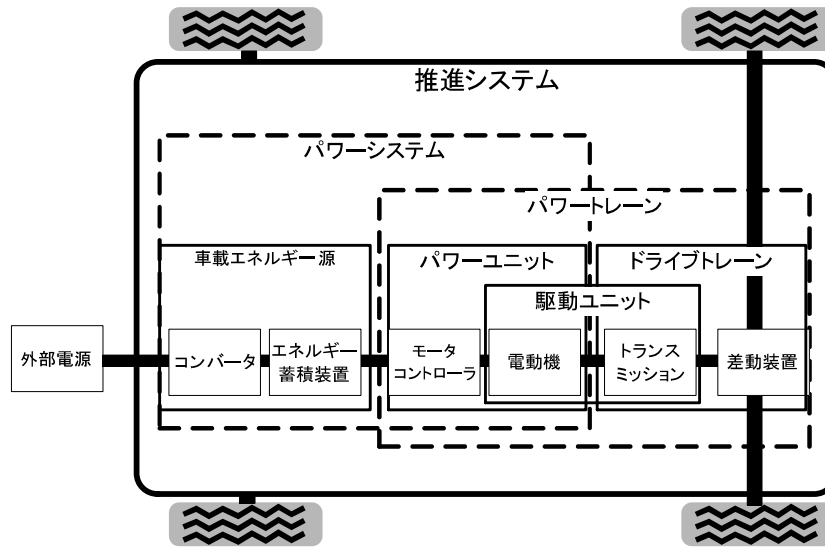 推進システム
パワーシステム
パワートレーン
車載エネルギー源
パワーユニット
ドライブトレーン
駆動ユニット
外部電源
コンバータ
エネルギー
蓄積装置
モータ
コントローラ
電動機
トランス
ミッション
差動装置